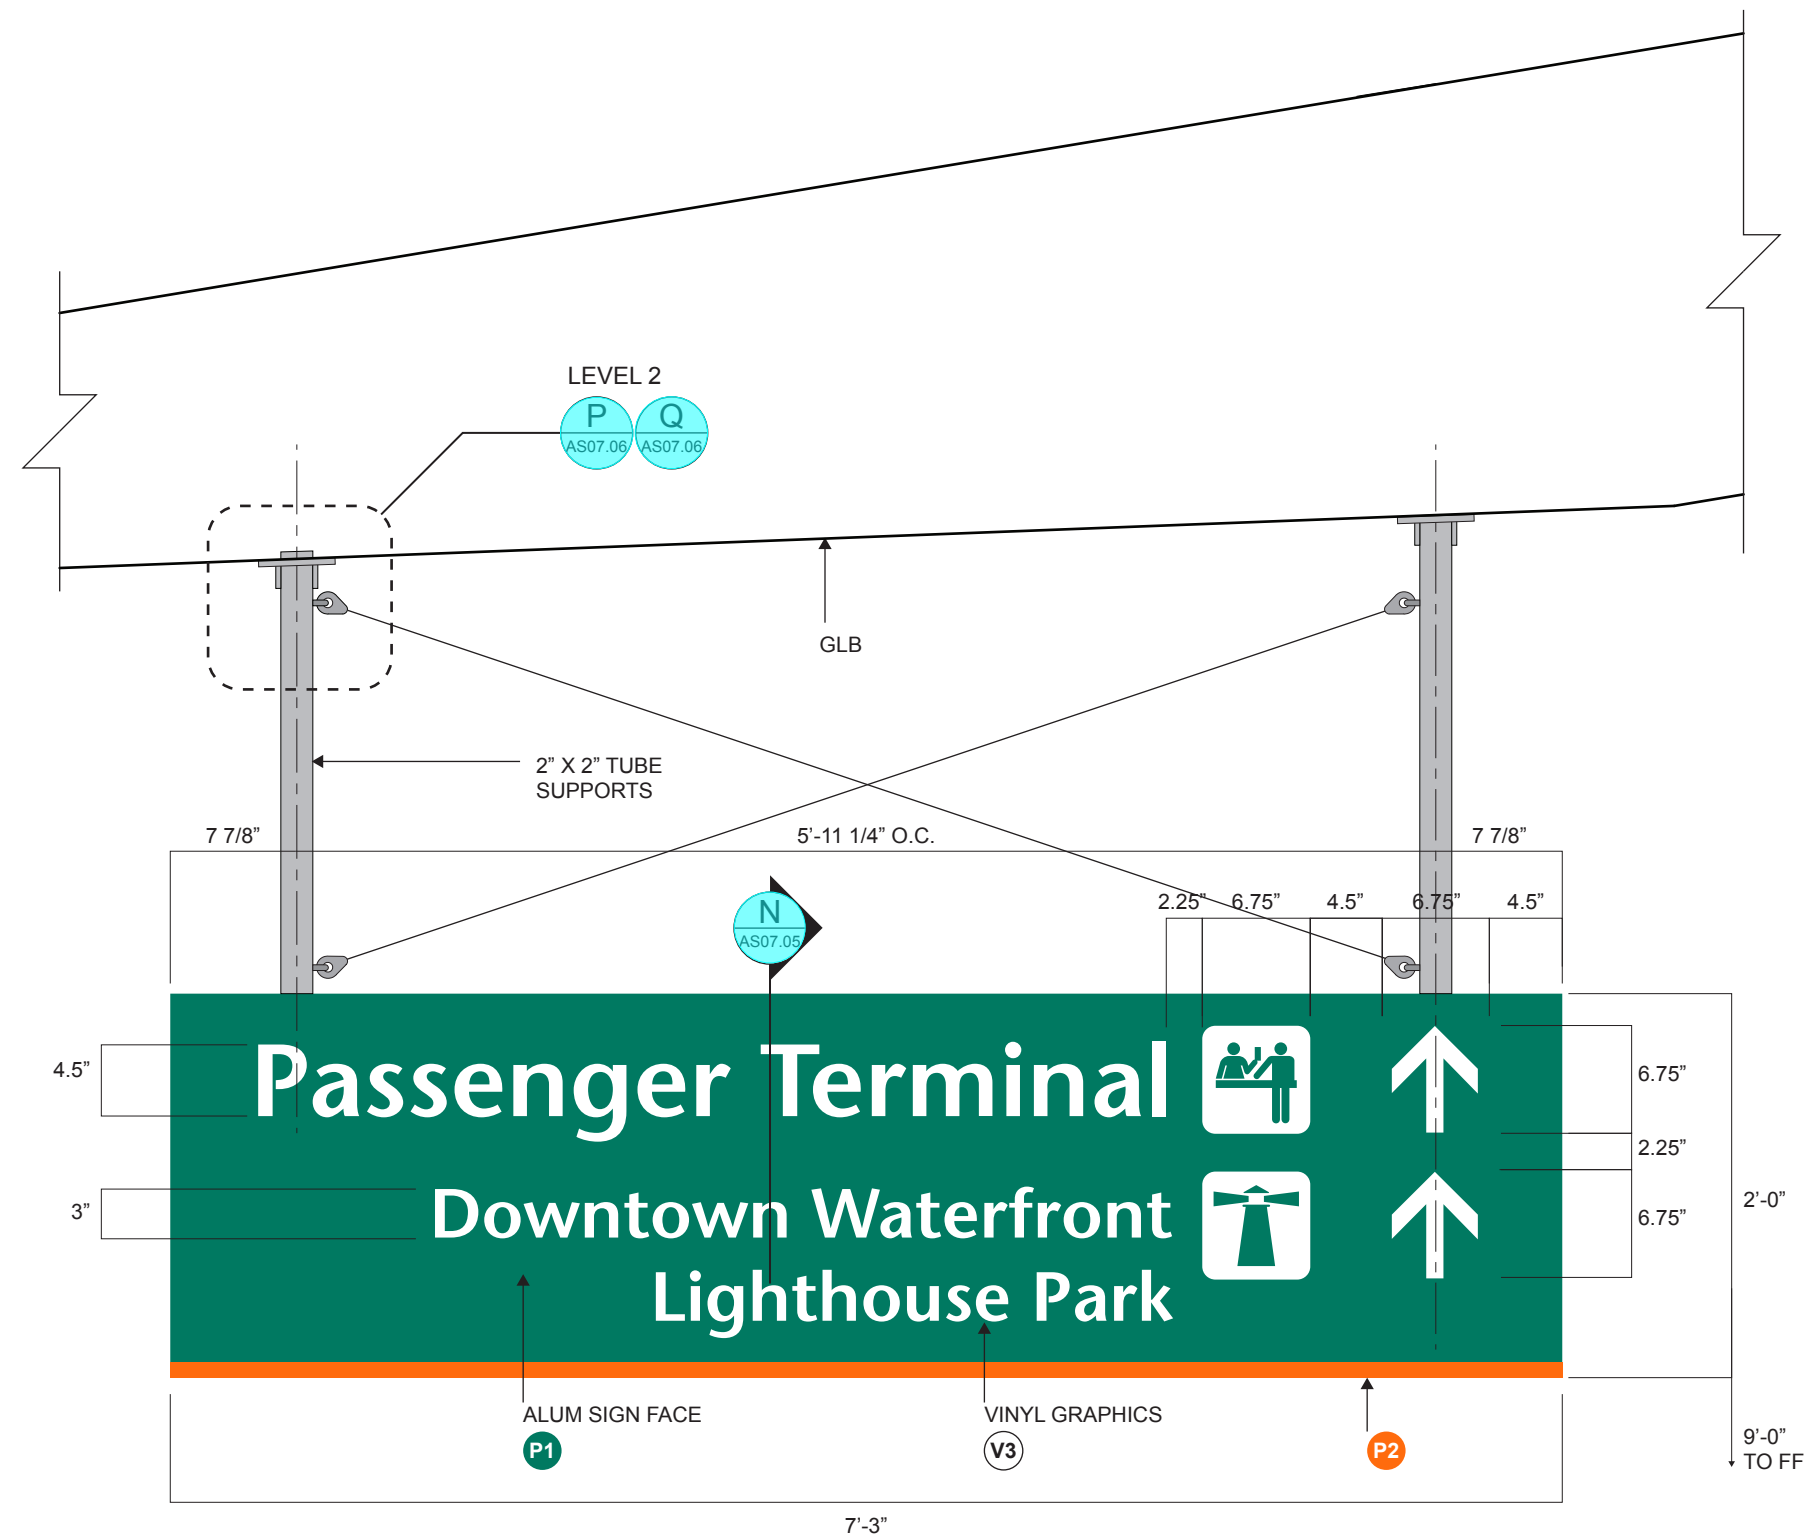 LEVEL 2
P Q
AS07.06 AS07.06
GLB
2” X 2” TUBE
SUPPORTS
7 7/8” 5’-11 1/4” O.C. 7 7/8”
2.25” 6.75” 4.5” 6.75” 4.5”
N
AS07.05
4.5” Passenger Terminal 6.75”
2.25”
3” Downtown Waterfront 6.75” 2’-0”
Lighthouse Park
ALUM SIGN FACE VINYL GRAPHICS
P1 V3 P2
9’-0”
TO FF
7’-3”